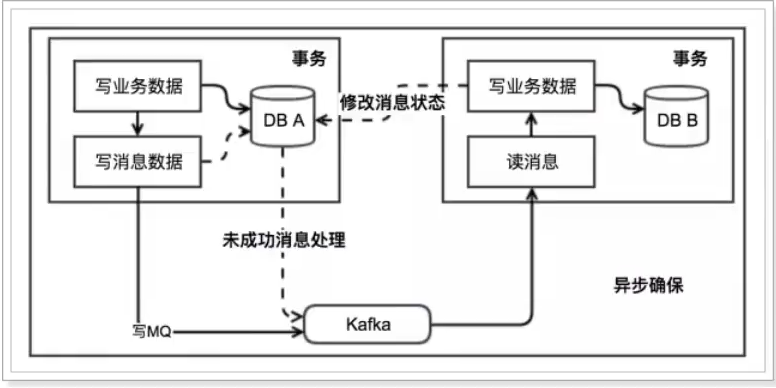 事务
事务
写业务数据
写业务数据
修改消息状态
DB A
DB B
写消息数据
读消息
未成功消息处理
异步确保
写MQ
Kafka